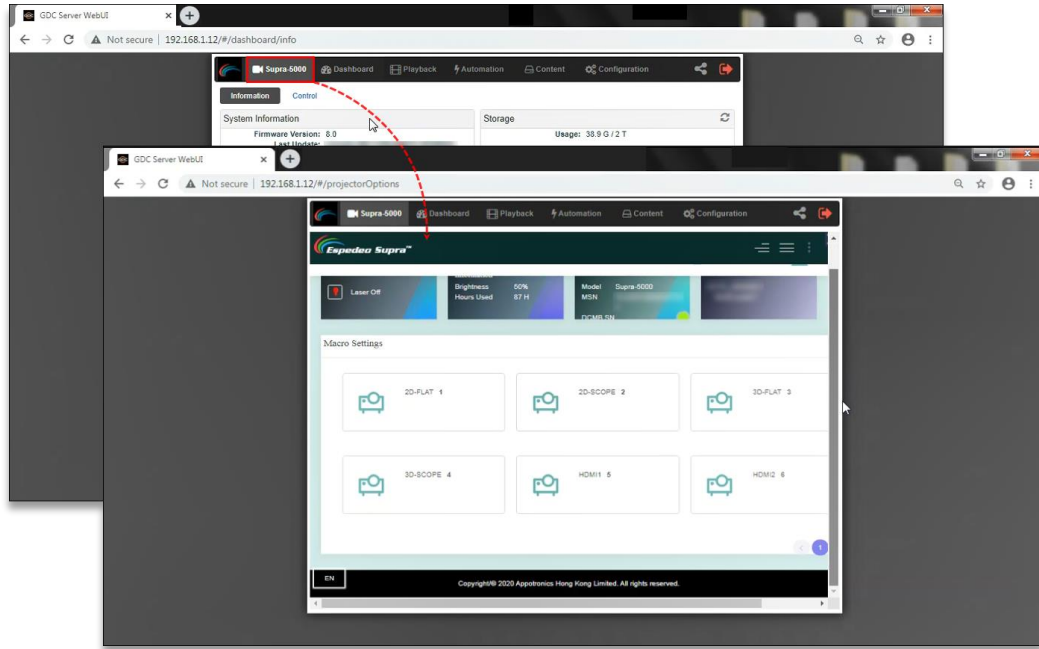 GDC Server WebUI
Not secure | 192.168.1.12/#/dashboard/info
Supra-5000 Dashboard Playback Automation Content Configuration
Information Control
System Information Storage
Firmware Version: 8.0 Usage: 38.9 G / 2 T
Last Update:
GDC Server WebUI
Not secure | 192.168.1.12/#/projectorOptions
Supra-5000 Dashboard Playback Automation Content Configuration
Espedeo Supra™
Laser Off
Brightness 50%
Hours Used 67 H
Model Supra-5000
MSN
DCMB SN
Macro Settings
2D-FLAT 1 2D-SCOPE 2 3D-FLAT 3
3D-SCOPE 4 HDMI1 5 HDMI2 6
1
EN
Copyright/® 2020 Appotronics Hong Kong Limited. All rights reserved.